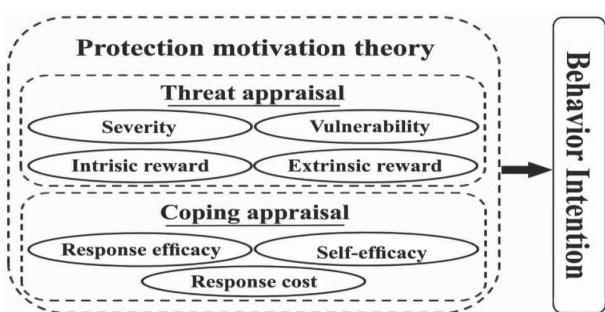 Protection motivation theory
Threat appraisal
Severity
Vulnerability
Intrisic reward
Extrinsic reward
Coping appraisal
Response efficacy
Self-efficacy
Response cost
Behavior Intention